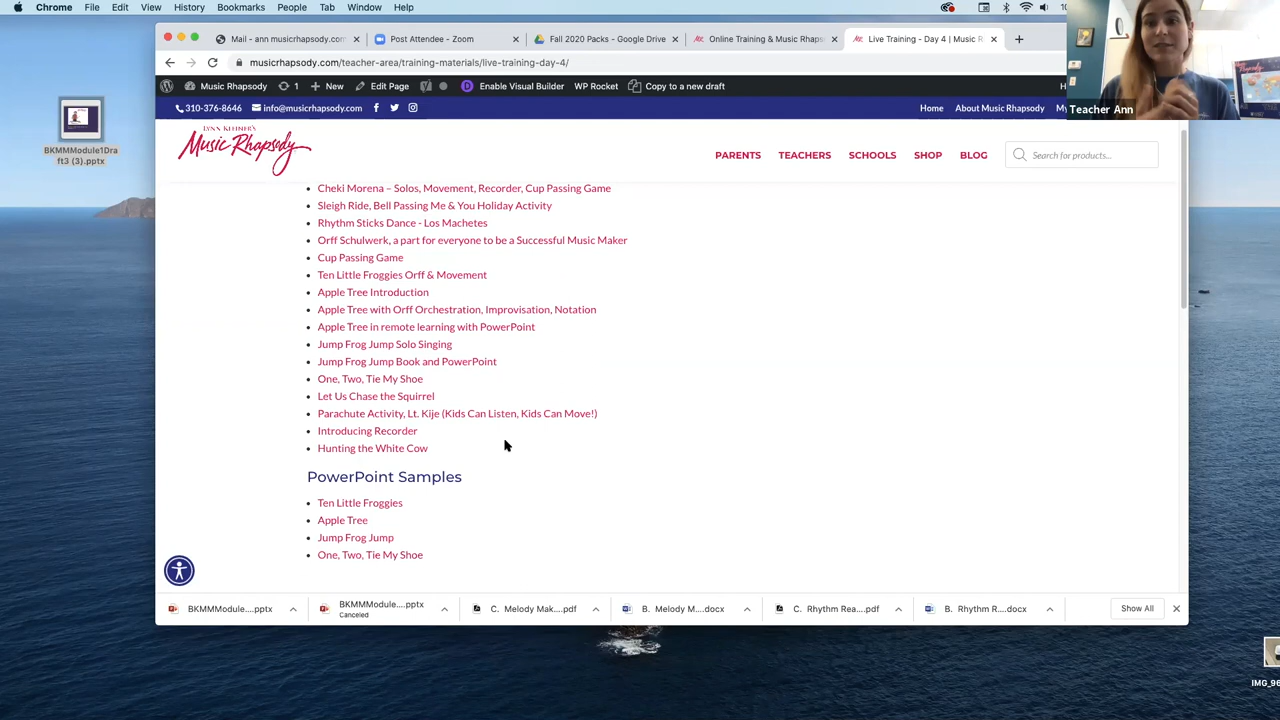 Chrome File Edit View History Bookmarks People Tab Window Help
Mail - ann musicrhapsody.com
Post Attendee - Zoom
Fall 2020 Packs - Google Drive
Online Training & Music Rhaps
Live Training - Day 4 | Music R
musicrhapsody.com/teacher-area/training-materials/live-training-day-4/
Music Rhapsody 1 New Edit Page Enable Visual Builder WP Rocket Copy to a new draft
310-376-8646 info@musicrhapsody.com Home About Music Rhapsody
Teacher Ann
LYNN KLEINER'S
Music Rhapsody
PARENTS TEACHERS SCHOOLS SHOP BLOG Search for products...
Cheki Morena – Solos, Movement, Recorder, Cup Passing Game
Sleigh Ride, Bell Passing Me & You Holiday Activity
Rhythm Sticks Dance - Los Machetes
Orff Schulwerk, a part for everyone to be a Successful Music Maker
Cup Passing Game
Ten Little Froggies Orff & Movement
Apple Tree Introduction
Apple Tree with Orff Orchestration, Improvisation, Notation
Apple Tree in remote learning with PowerPoint
Jump Frog Jump Solo Singing
Jump Frog Jump Book and PowerPoint
One, Two, Tie My Shoe
Let Us Chase the Squirrel
Parachute Activity, Lt. Kije (Kids Can Listen, Kids Can Move!)
Introducing Recorder
Hunting the White Cow
PowerPoint Samples
Ten Little Froggies
Apple Tree
Jump Frog Jump
One, Two, Tie My Shoe
BKMMModule1Dra
ft3 (3).pptx
BKMMModule....pptx
BKMMModule....pptx
Canceled
C. Melody Mak....pdf
B. Melody M....docx
C. Rhythm Rea....pdf
B. Rhythm R....docx
Show All
IMG_96